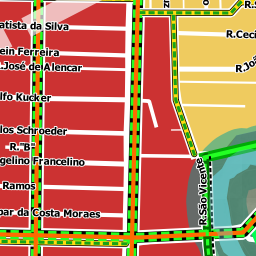 atista da Silva
R.S
R.Ceci
ein Ferreira
R.José de Alencar
R.Joã
lfo Kucker
los Schroeder
R. "B"
gelino Francelino
Ramos
R.São Vicente
par da Costa Moraes